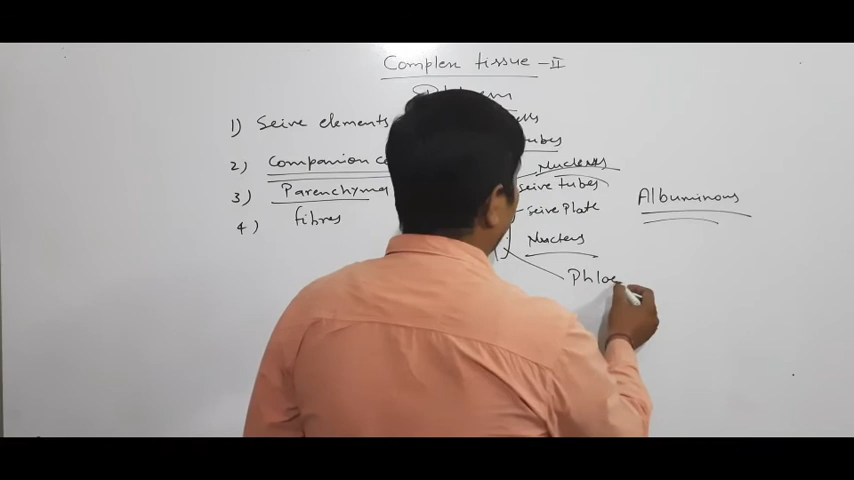 Complex tissue - II
1) Seive elements
2) Companion
3) Parenchyma
4) fibres
Nucleus
seive tubes
seive Plate
Nucleus
Phloe
Albuminous